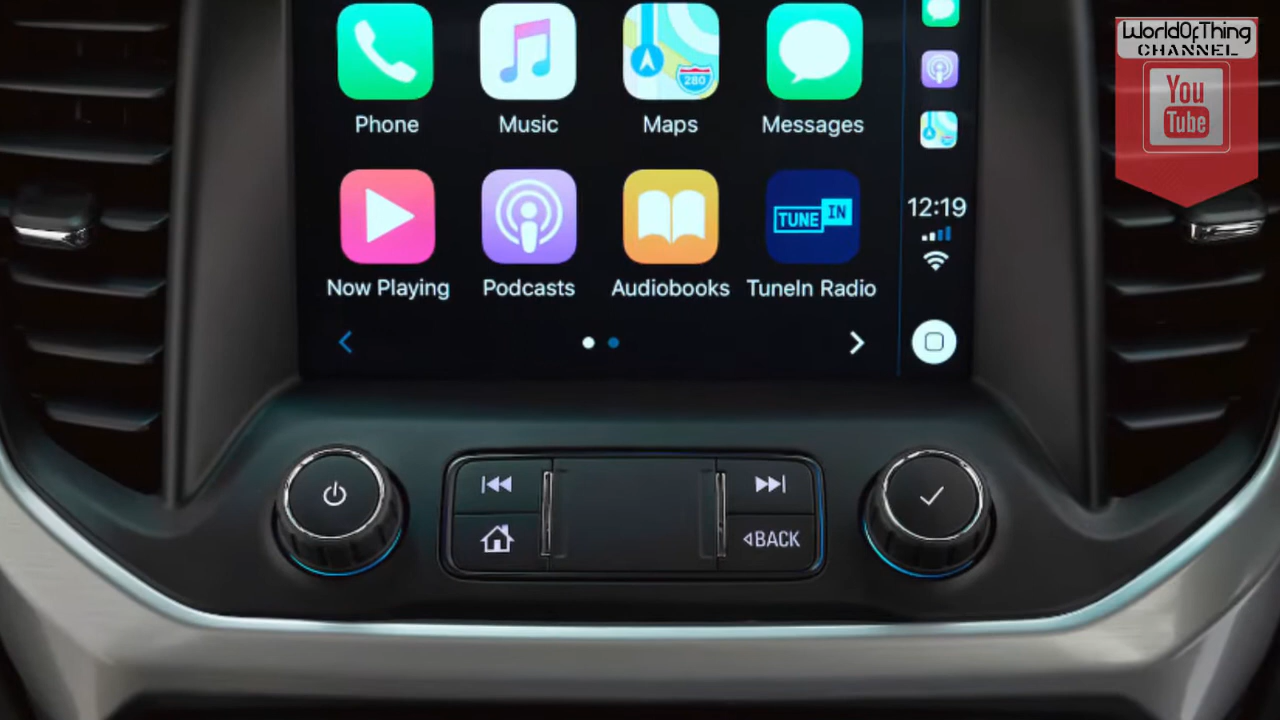 WorldOfThing
CHANNEL
You
Tube
280
Phone
Music
Maps
Messages
TUNE IN
Now Playing
Podcasts
Audiobooks
TuneIn Radio
12:19
BACK